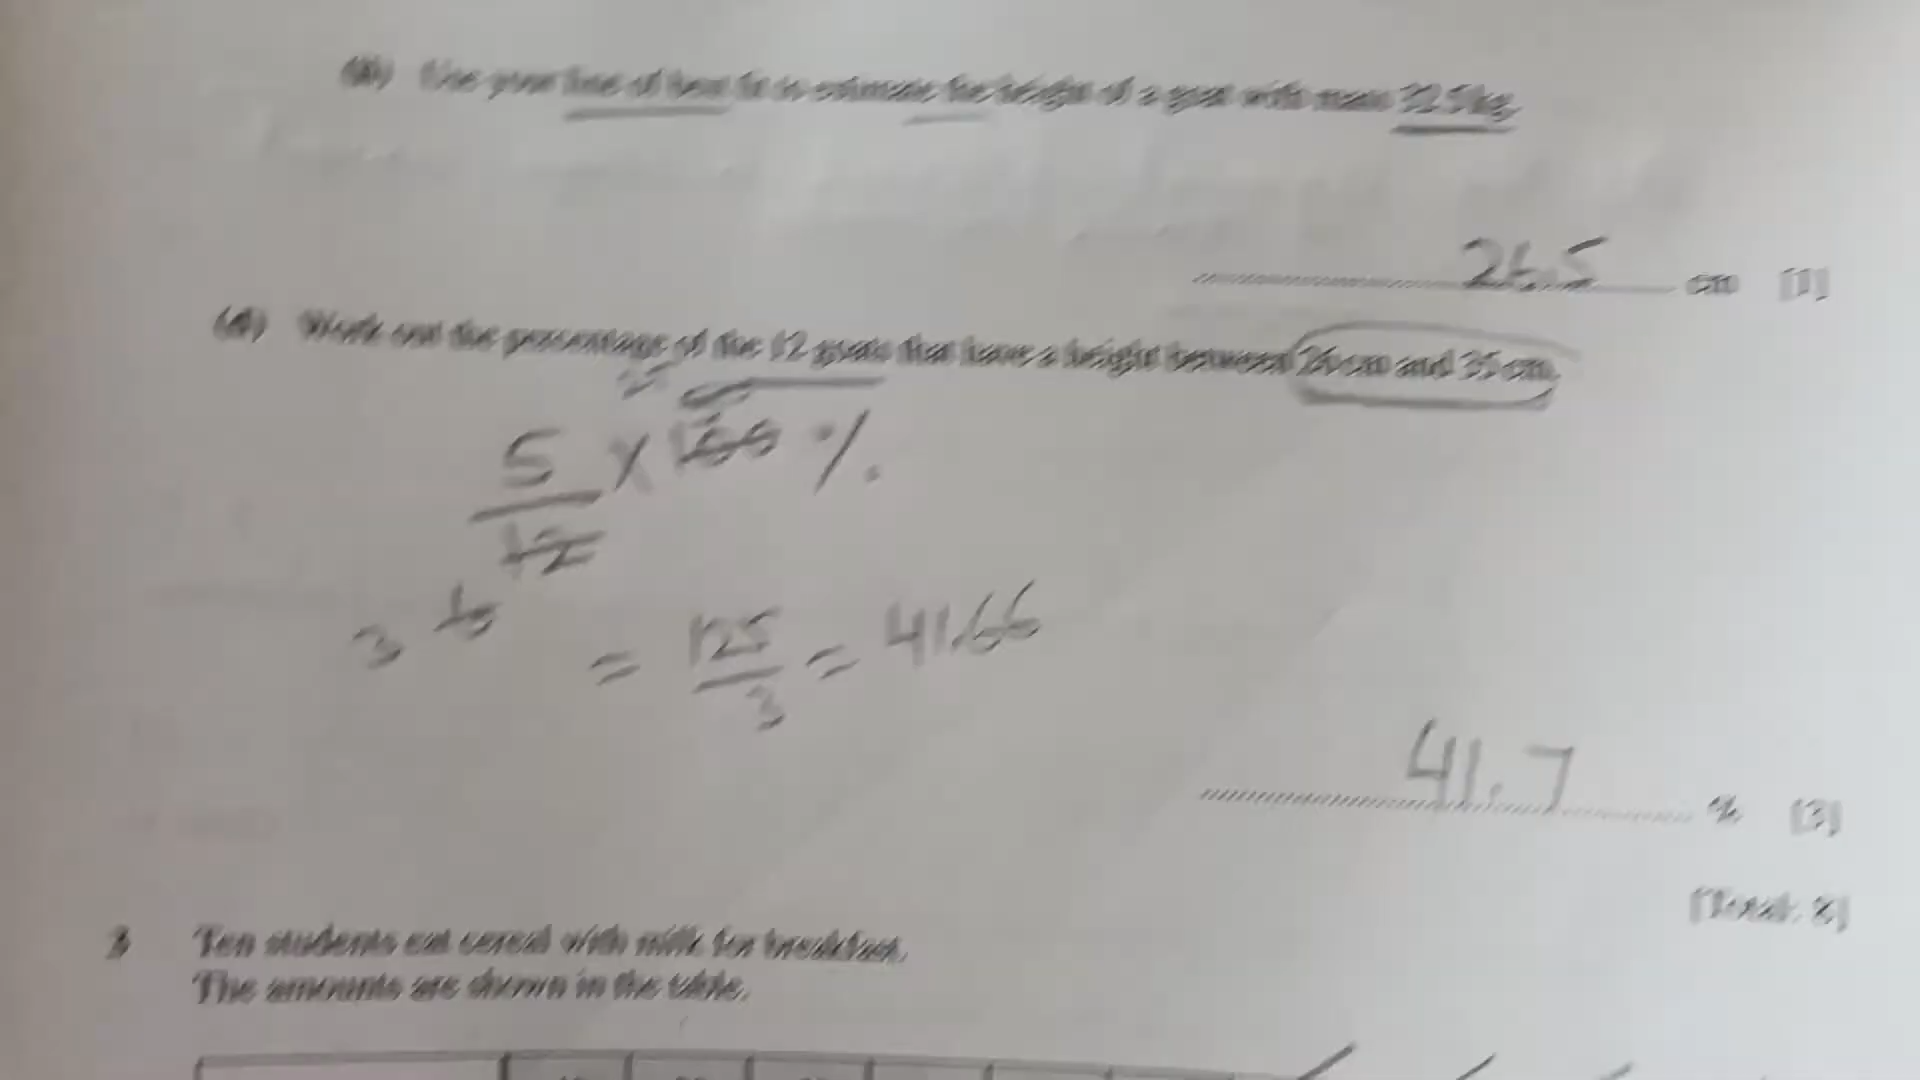 (b) Use your line of best fit to estimate the height of a goat with mass
26.5 cm [1]
(d) Work out the percentage of the 12 goats that have a height between 26 cm and 35 cm.
25
5 × 100 %
12
3
= 125 = 41.66
3
41.7 % [3]
[Total: 8]
3 Ten students eat cereal with milk for breakfast.
The amounts are shown in the table.